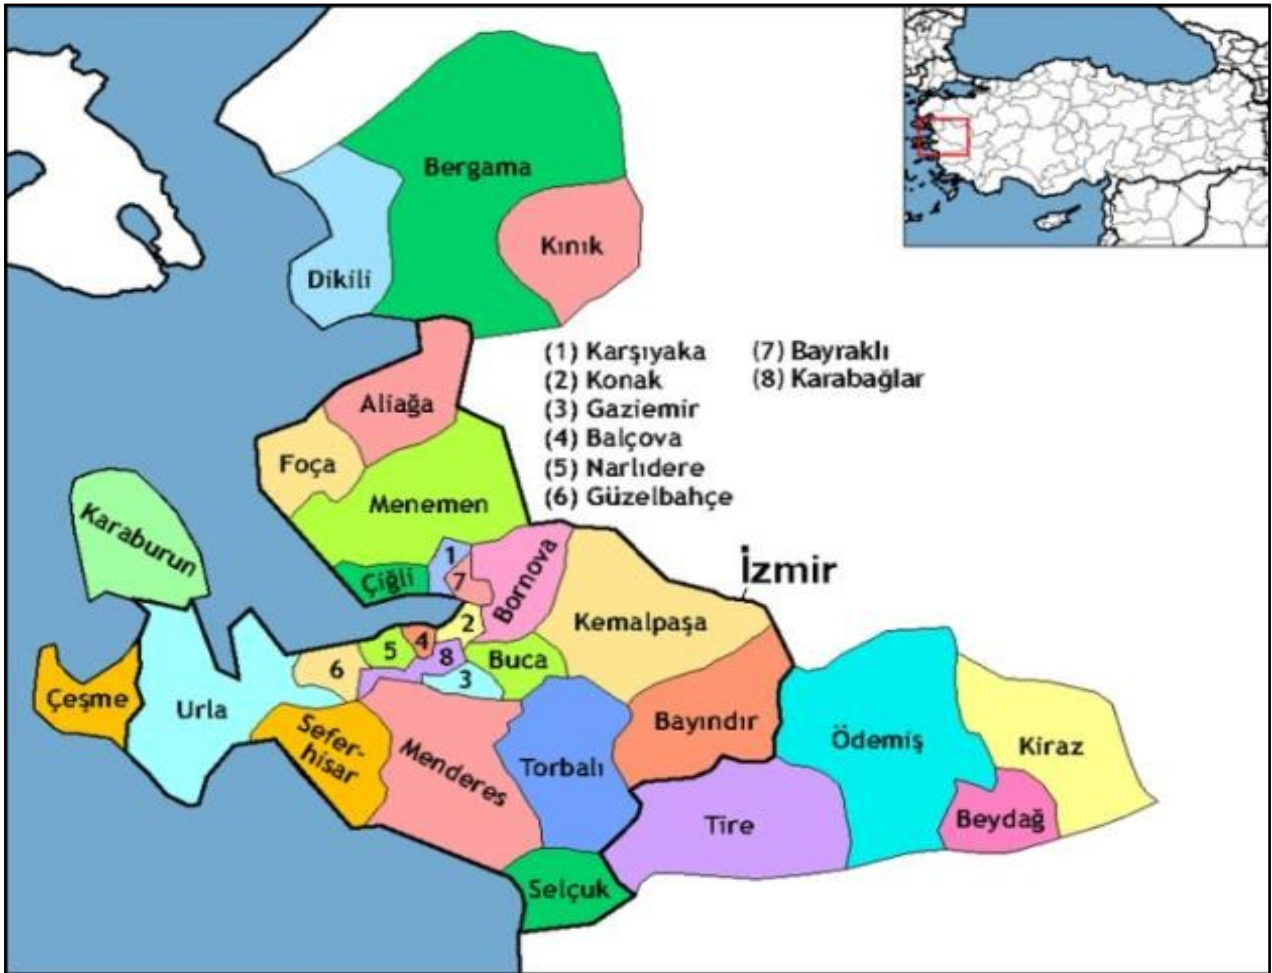 Bergama
Kınık
Dikili
(1) Karşıyaka
(7) Bayraklı
(2) Konak
(8) Karabağlar
(3) Gaziemir
(4) Balçova
(5) Narlıdere
(6) Güzelbahçe
Aliağa
Foça
Menemen
Karaburun
1
Çiğli
7
Bornova
İzmir
2
Kemalpaşa
4
5
8
Buca
6
3
Çeşme
Urla
Sefer-
hisar
Menderes
Torbalı
Bayındır
Ödemiş
Kiraz
Tire
Beydağ
Selçuk